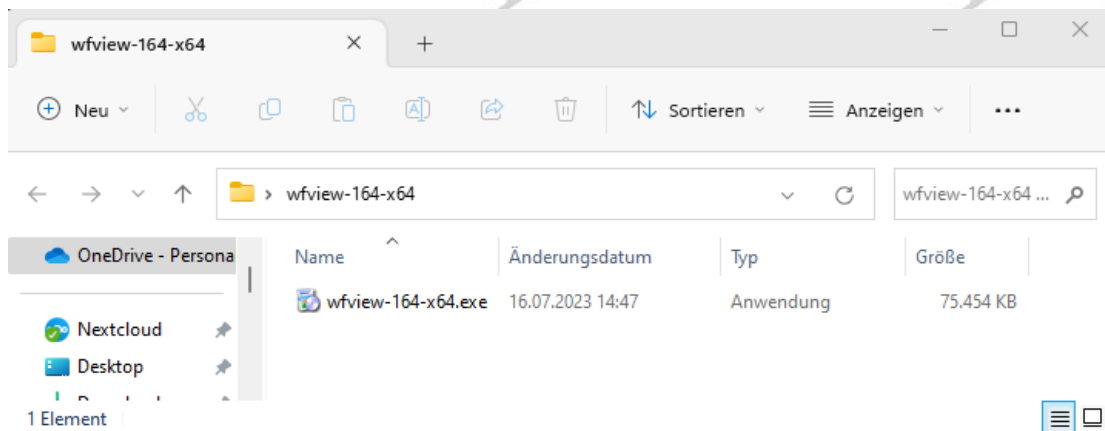 wfview-164-x64
Neu
Sortieren
Anzeigen
wfview-164-x64
wfview-164-x64 ...
OneDrive - Persona
Name
Änderungsdatum
Typ
Größe
wfview-164-x64.exe
16.07.2023 14:47
Anwendung
75.454 KB
Nextcloud
Desktop
1 Element